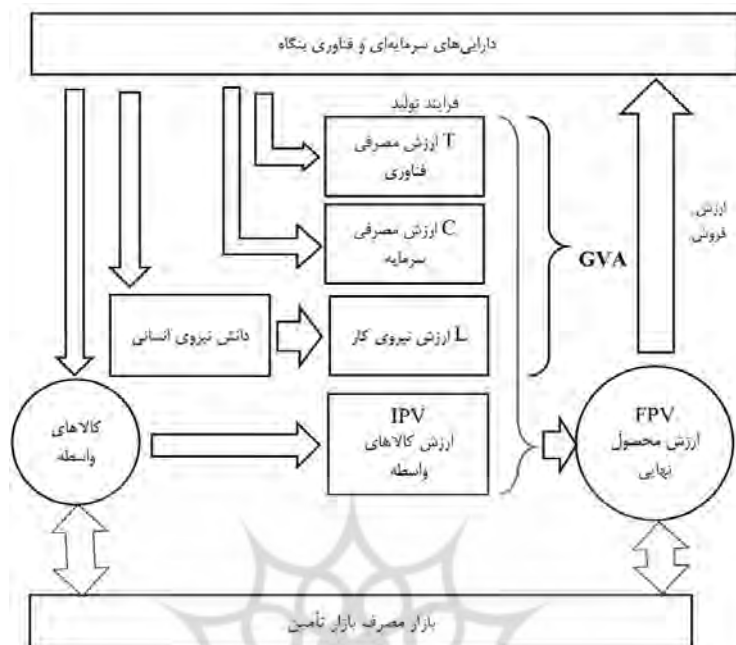 دارایی‌های سرمایه‌ای و فناوری بنگاه
فرایند تولید
T ارزش مصرفی
فناوری
C ارزش مصرفی
سرمایه
GVA
ارزش
فروش
دانش نیروی انسانی
L ارزش نیروی کار
کالاهای
واسطه
IPV
ارزش کالاهای
واسطه
FPV
ارزش محصول
نهایی
بازار مصرف بازار تأمین